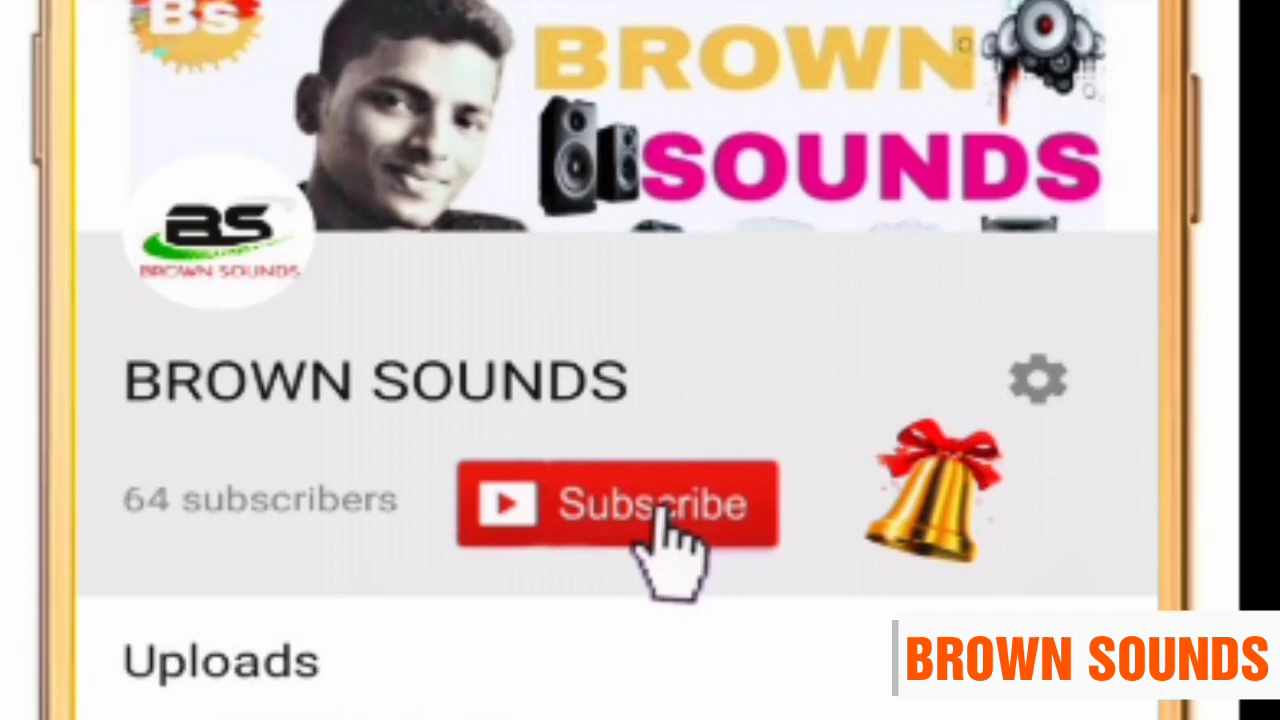 Bs
BROWN
SOUNDS
BS
BROWN SOUNDS
BROWN SOUNDS
64 subscribers
Subscribe
Uploads
BROWN SOUNDS